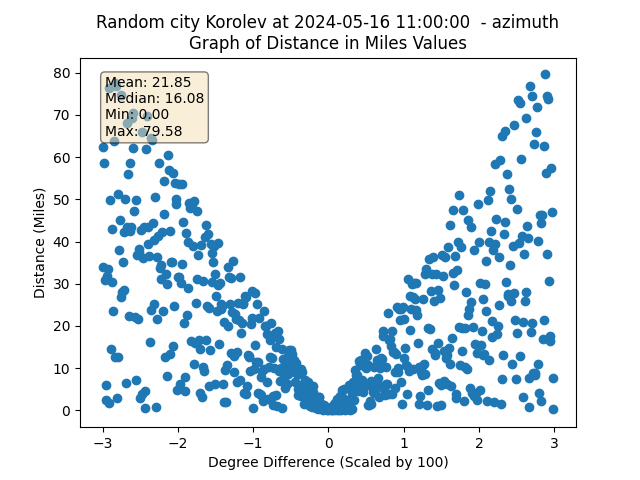 Random city Korolev at 2024-05-16 11:00:00  - azimuth
Graph of Distance in Miles Values
Mean: 21.85
Median: 16.08
Min: 0.00
Max: 79.58
80
70
60
50
40
30
20
10
0
Distance (Miles)
−3
−2
−1
0
1
2
3
Degree Difference (Scaled by 100)